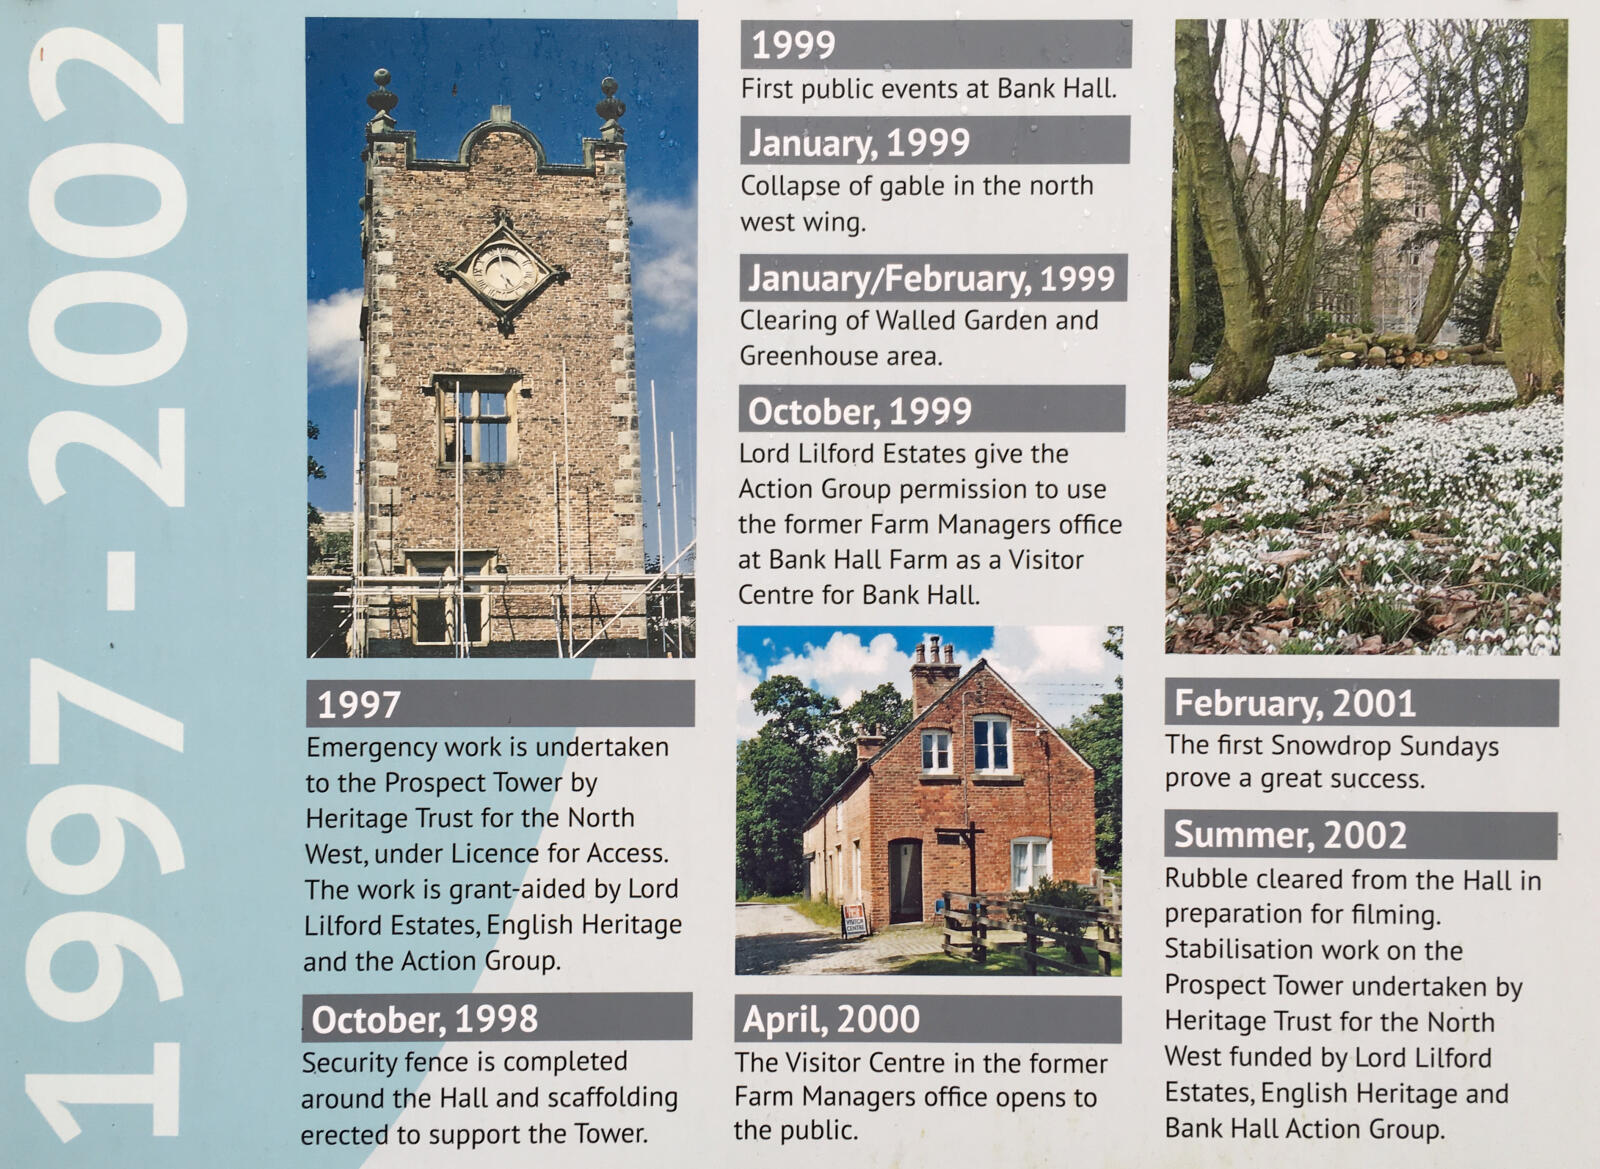 1997 - 2002
1997
Emergency work is undertaken
to the Prospect Tower by
Heritage Trust for the North
West, under Licence for Access.
The work is grant-aided by Lord
Lilford Estates, English Heritage
and the Action Group.
October, 1998
Security fence is completed
around the Hall and scaffolding
erected to support the Tower.
1999
First public events at Bank Hall.
January, 1999
Collapse of gable in the north
west wing.
January/February, 1999
Clearing of Walled Garden and
Greenhouse area.
October, 1999
Lord Lilford Estates give the
Action Group permission to use
the former Farm Managers office
at Bank Hall Farm as a Visitor
Centre for Bank Hall.
VISITOR
CENTRE
April, 2000
The Visitor Centre in the former
Farm Managers office opens to
the public.
February, 2001
The first Snowdrop Sundays
prove a great success.
Summer, 2002
Rubble cleared from the Hall in
preparation for filming.
Stabilisation work on the
Prospect Tower undertaken by
Heritage Trust for the North
West funded by Lord Lilford
Estates, English Heritage and
Bank Hall Action Group.